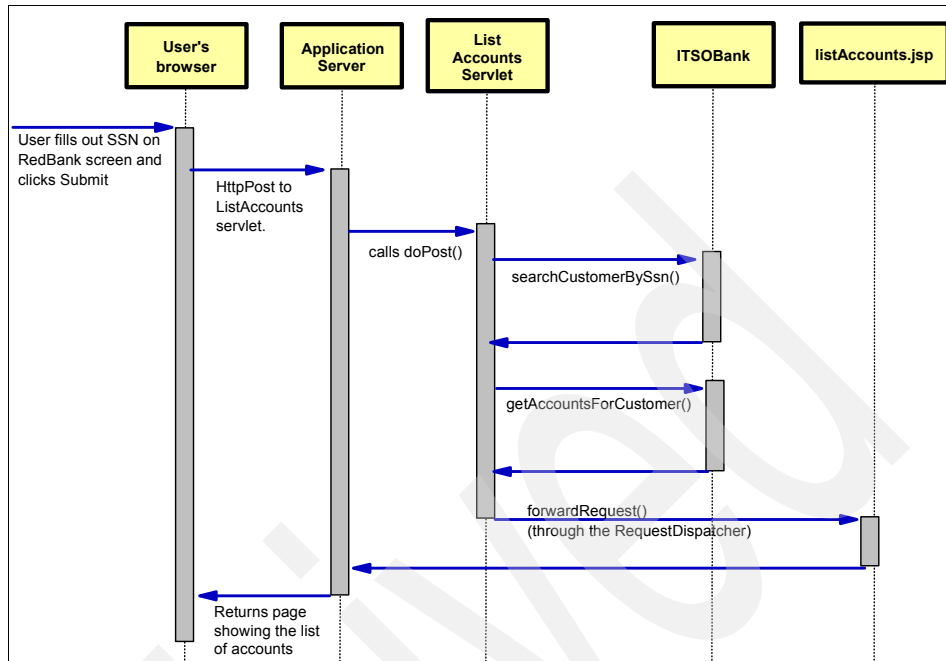 User's
browser
Application
Server
List
Accounts
Servlet
ITSOBank
listAccounts.jsp
User fills out SSN on
RedBank screen and
clicks Submit
HttpPost to
ListAccounts
servlet.
calls doPost()
searchCustomerBySsn()
getAccountsForCustomer()
forwardRequest()
(through the RequestDispatcher)
Returns page
showing the list
of accounts